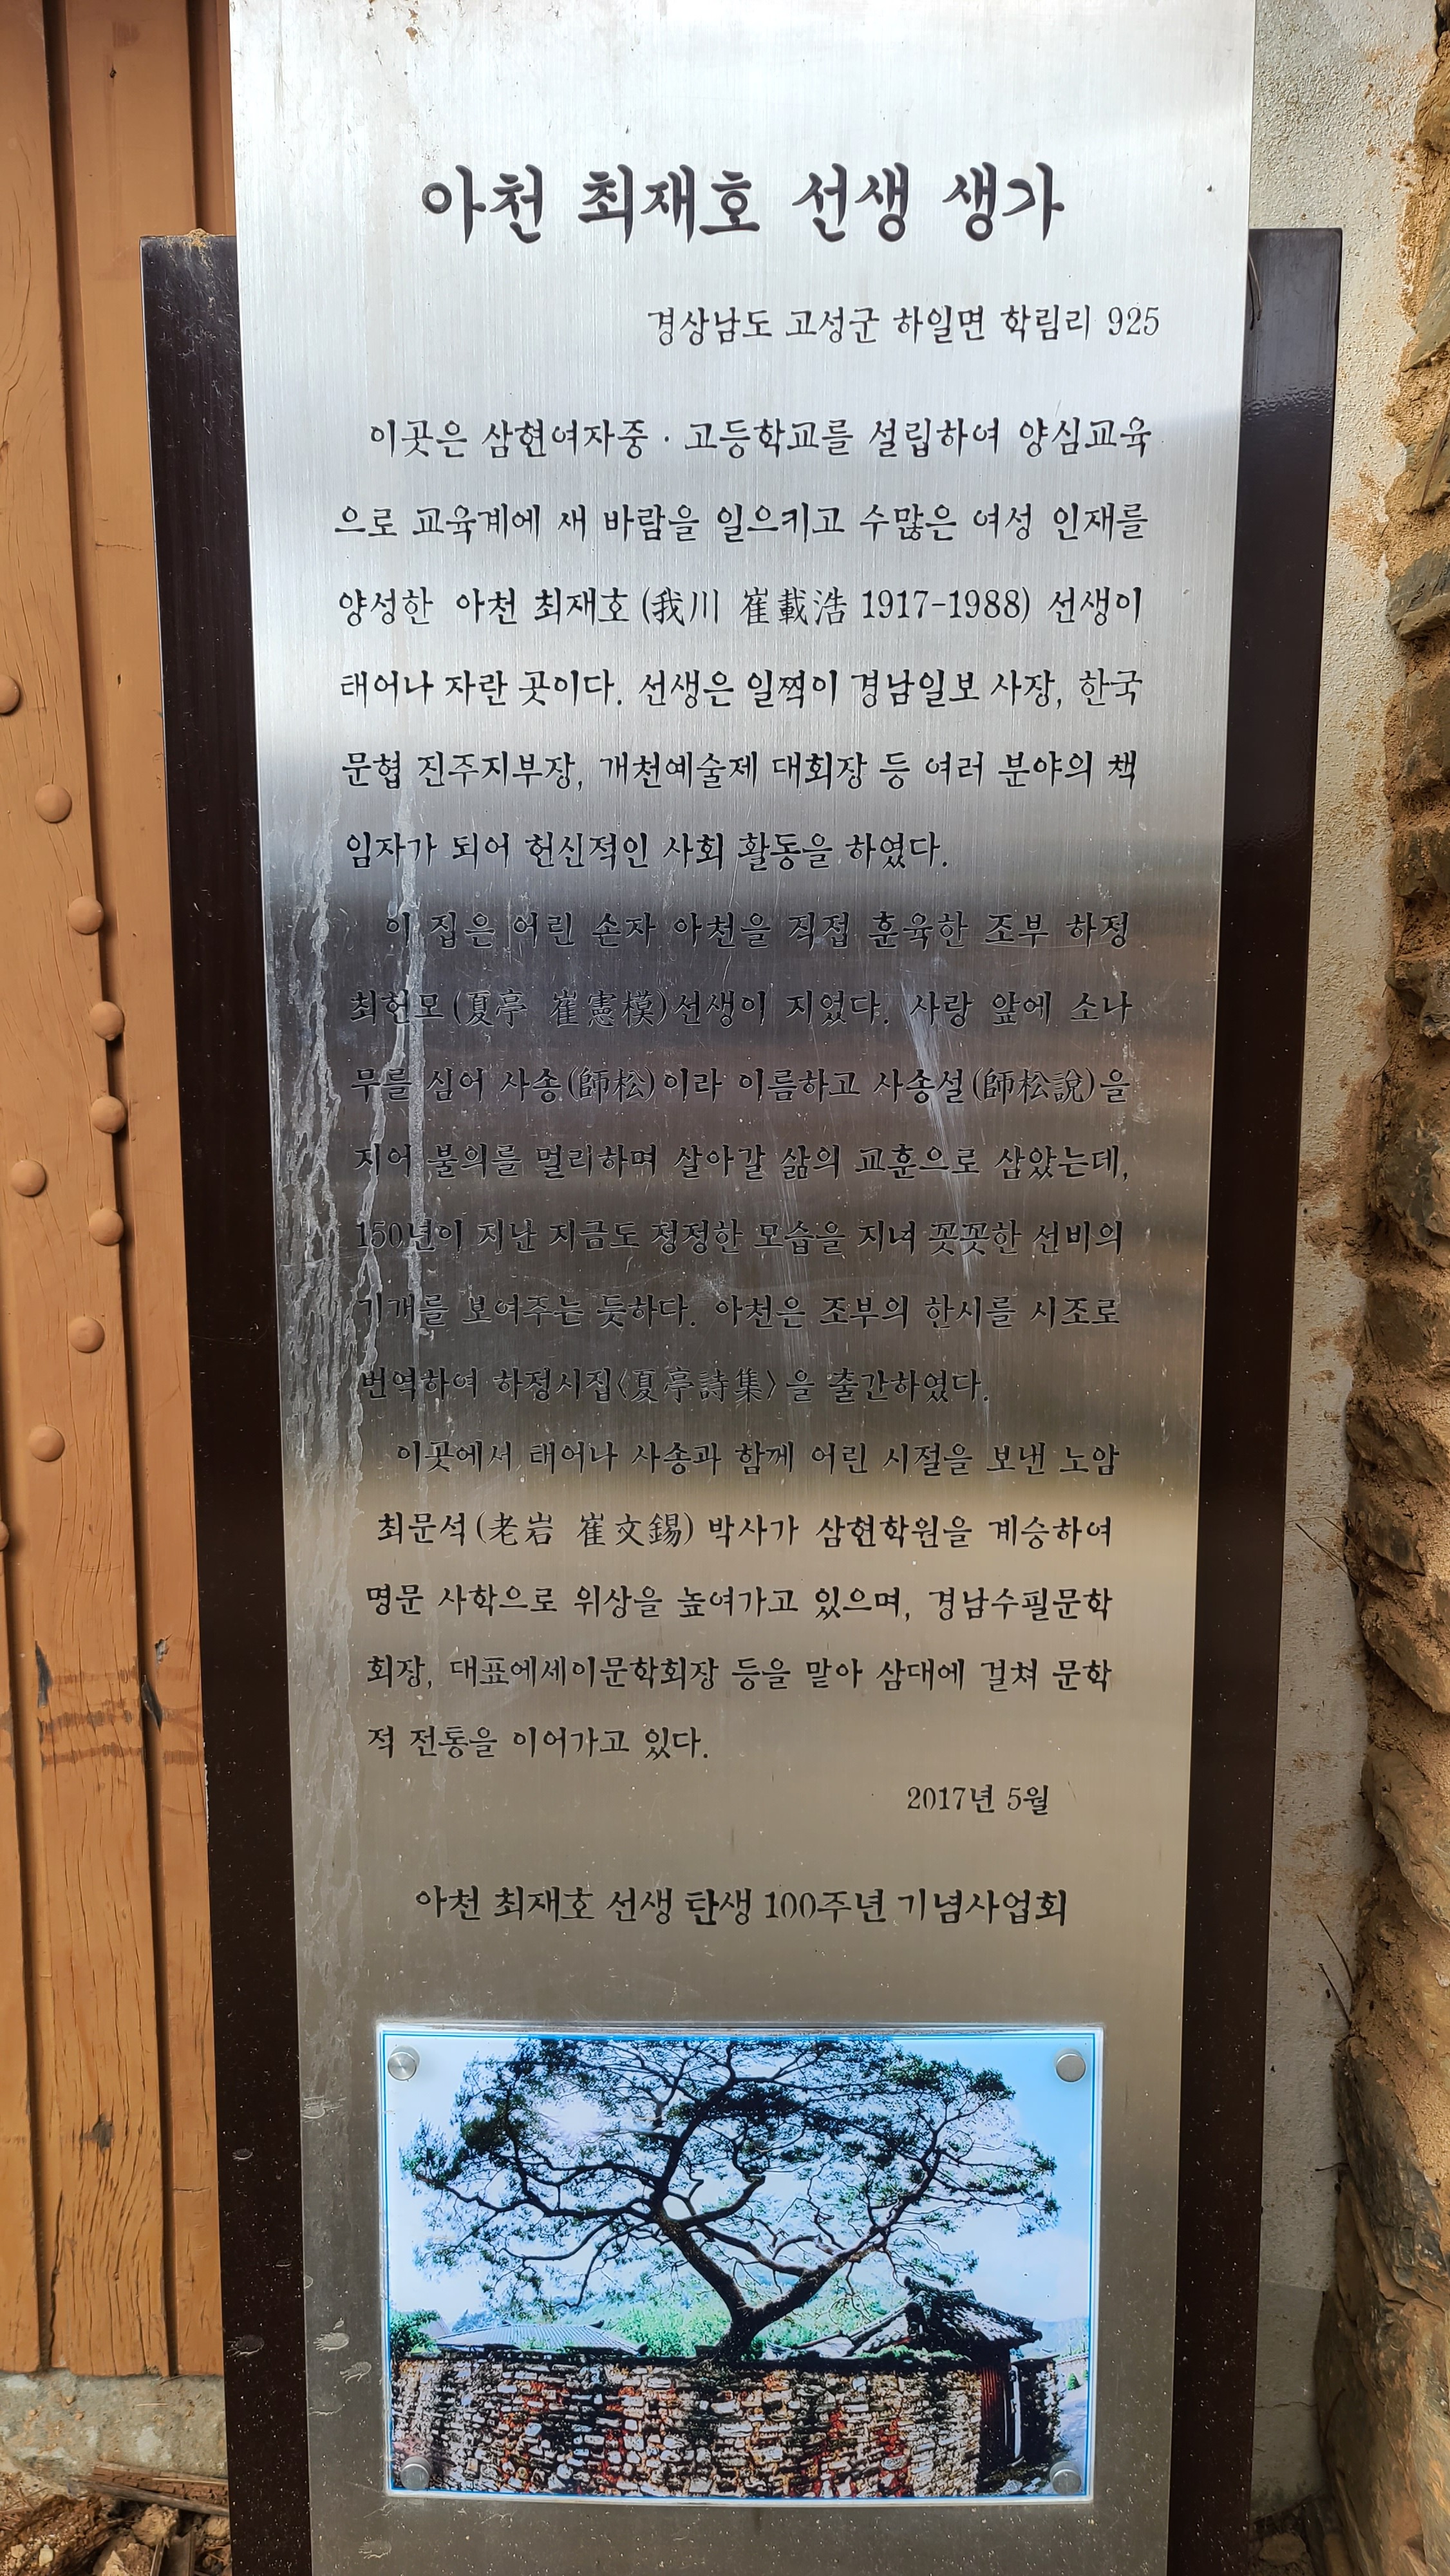 아천 최재호 선생 생가
경상남도 고성군 하일면 학림리 925
이곳은 삼현여자중·고등학교를 설립하여 양심교육
으로 교육계에 새 바람을 일으키고 수많은 여성 인재를
양성한 아천 최재호(我川 崔載浩 1917-1988) 선생이
태어나 자란 곳이다. 선생은 일찍이 경남일보 사장, 한국
문협 진주지부장, 개천예술제 대회장 등 여러 분야의 책
임자가 되어 헌신적인 사회 활동을 하였다.
이 집은 어린 손자 아천을 직접 훈육한 조부 하정
최헌모(夏亭 崔憲模)선생이 지었다. 사랑 앞에 소나
무를 심어 사송(師松)이라 이름하고 사송설(師松說)을
지어 불의를 멀리하며 살아갈 삶의 교훈으로 삼았는데,
150년이 지난 지금도 정정한 모습을 지녀 꼿꼿한 선비의
기개를 보여주는 듯하다. 아천은 조부의 한시를 시조로
번역하여 하정시집〈夏亭詩集〉을 출간하였다.
이곳에서 태어나 사송과 함께 어린 시절을 보낸 노암
최문석(老岩 崔文錫) 박사가 삼현학원을 계승하여
명문 사학으로 위상을 높여가고 있으며, 경남수필문학
회장, 대표에세이문학회장 등을 맡아 삼대에 걸쳐 문학
적 전통을 이어가고 있다.
2017년 5월
아천 최재호 선생 탄생 100주년 기념사업회